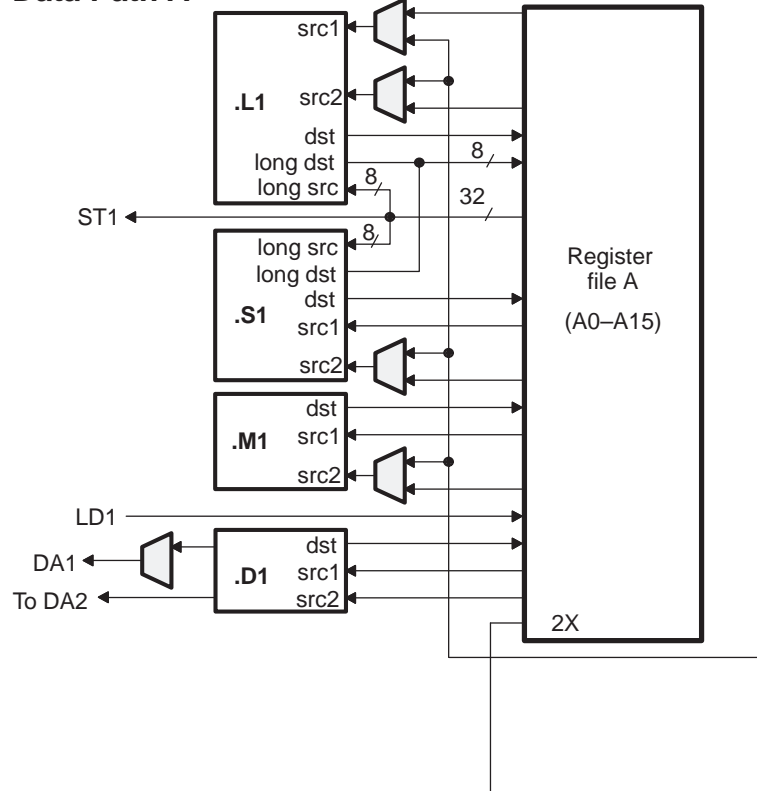 src1
.L1
src2
dst
long dst
8
long src
8
ST1
32
8
long src
long dst
dst
.S1
src1
src2
Register
file A
(A0–A15)
dst
.M1
src1
src2
LD1
dst
DA1
.D1
src1
To DA2
src2
2X